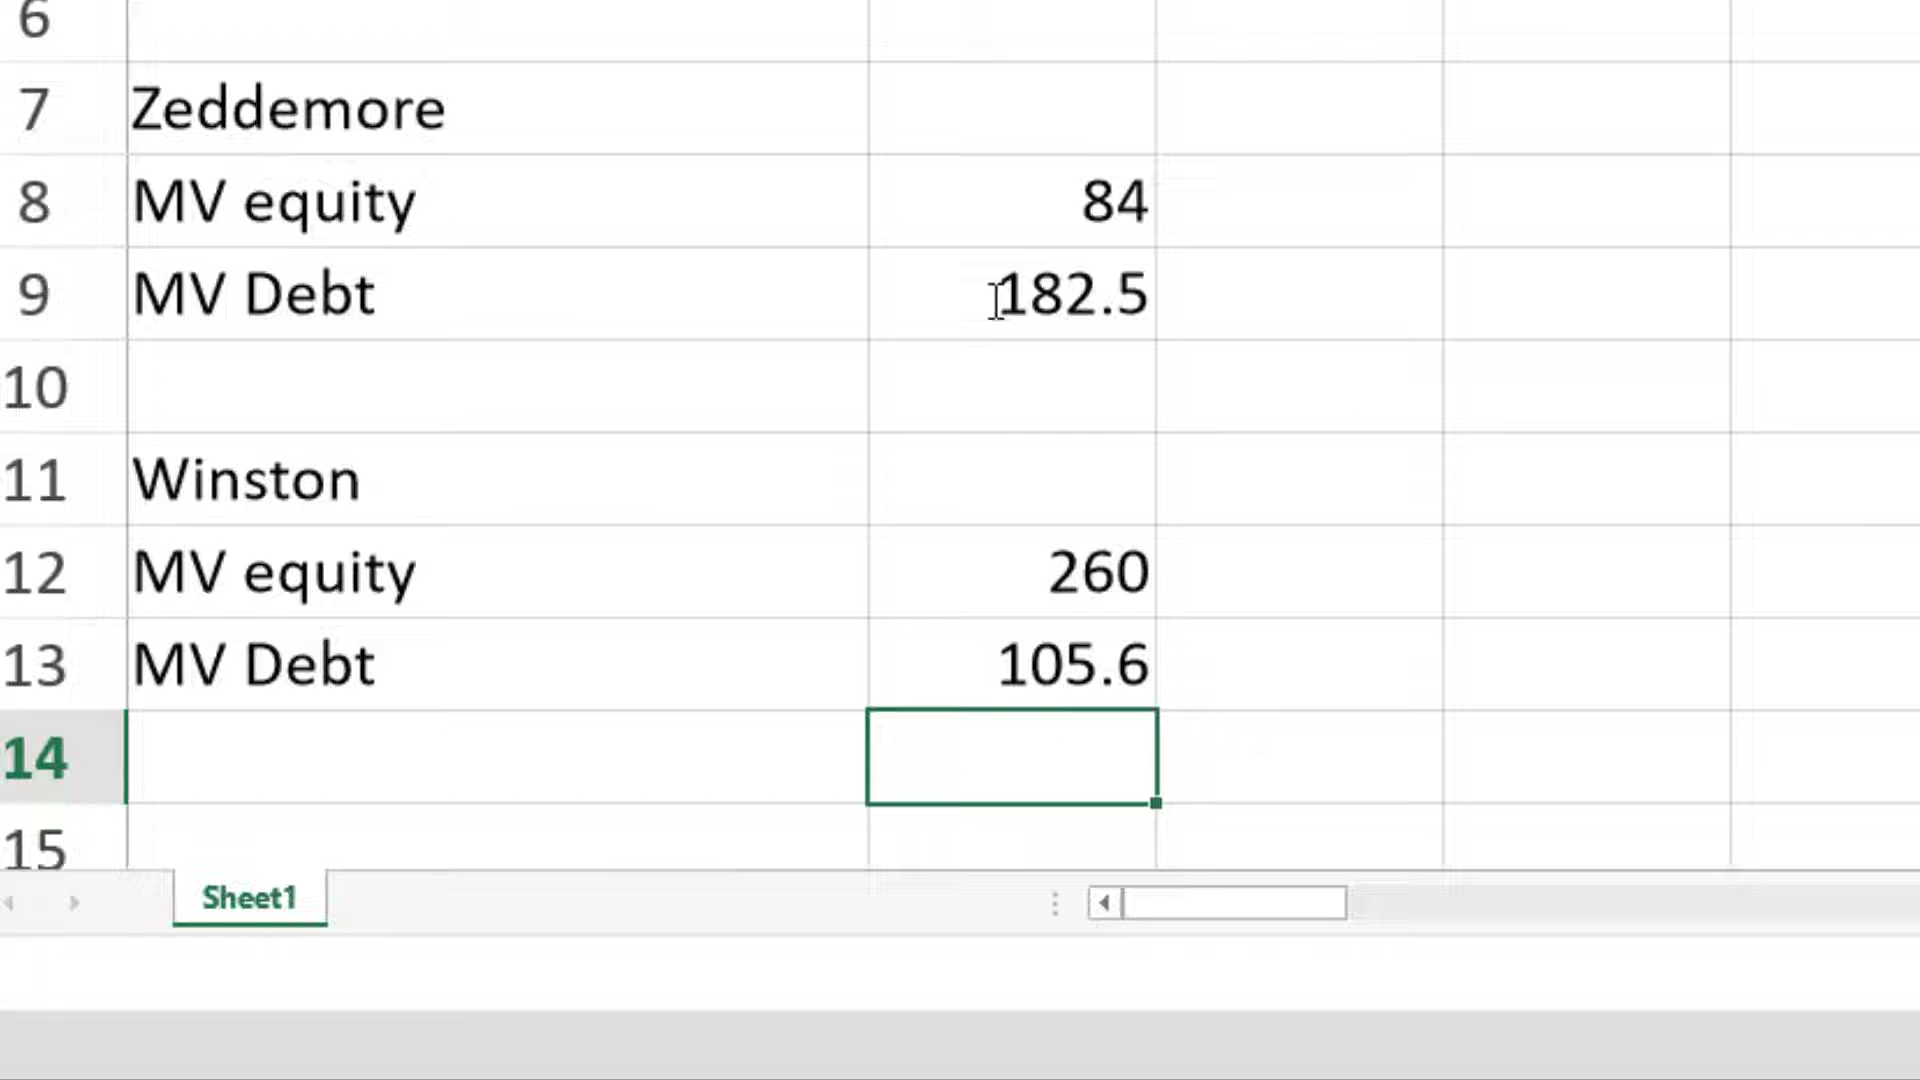 6
7 Zeddemore
8 MV equity 84
9 MV Debt 182.5
10
11 Winston
12 MV equity 260
13 MV Debt 105.6
14
15
Sheet1